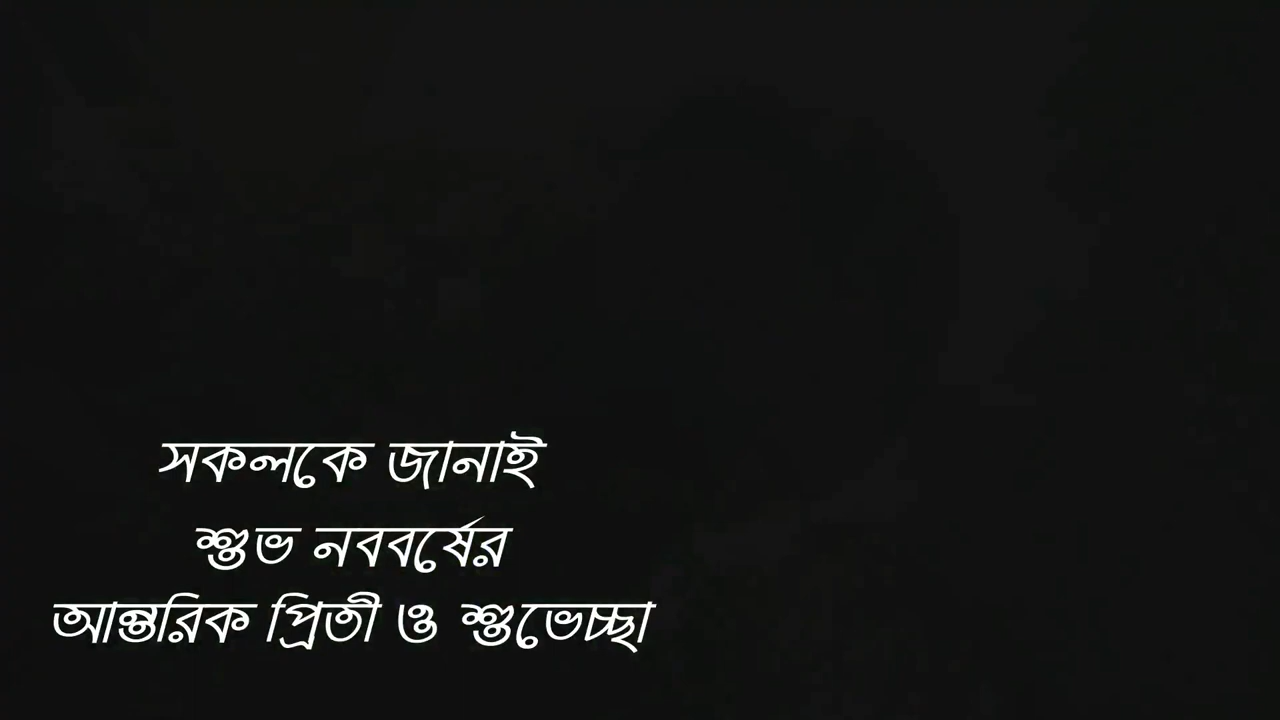 সকলকে জানাই
শুভ নববর্ষের
আন্তরিক প্রিতী ও শুভেচ্ছা